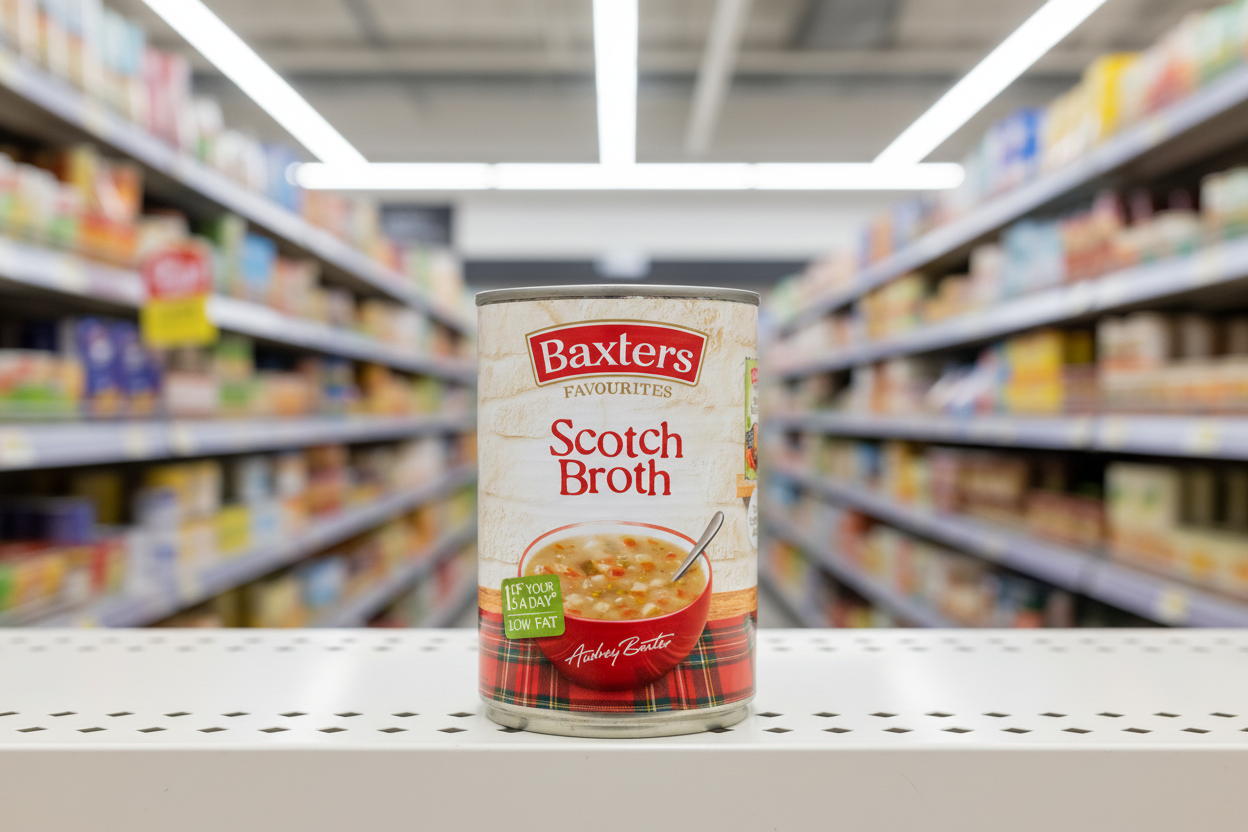 Baxters
FAVOURITES
Scotch
Broth
1 OF YOUR
5 A DAY
LOW FAT
Audrey Baxter